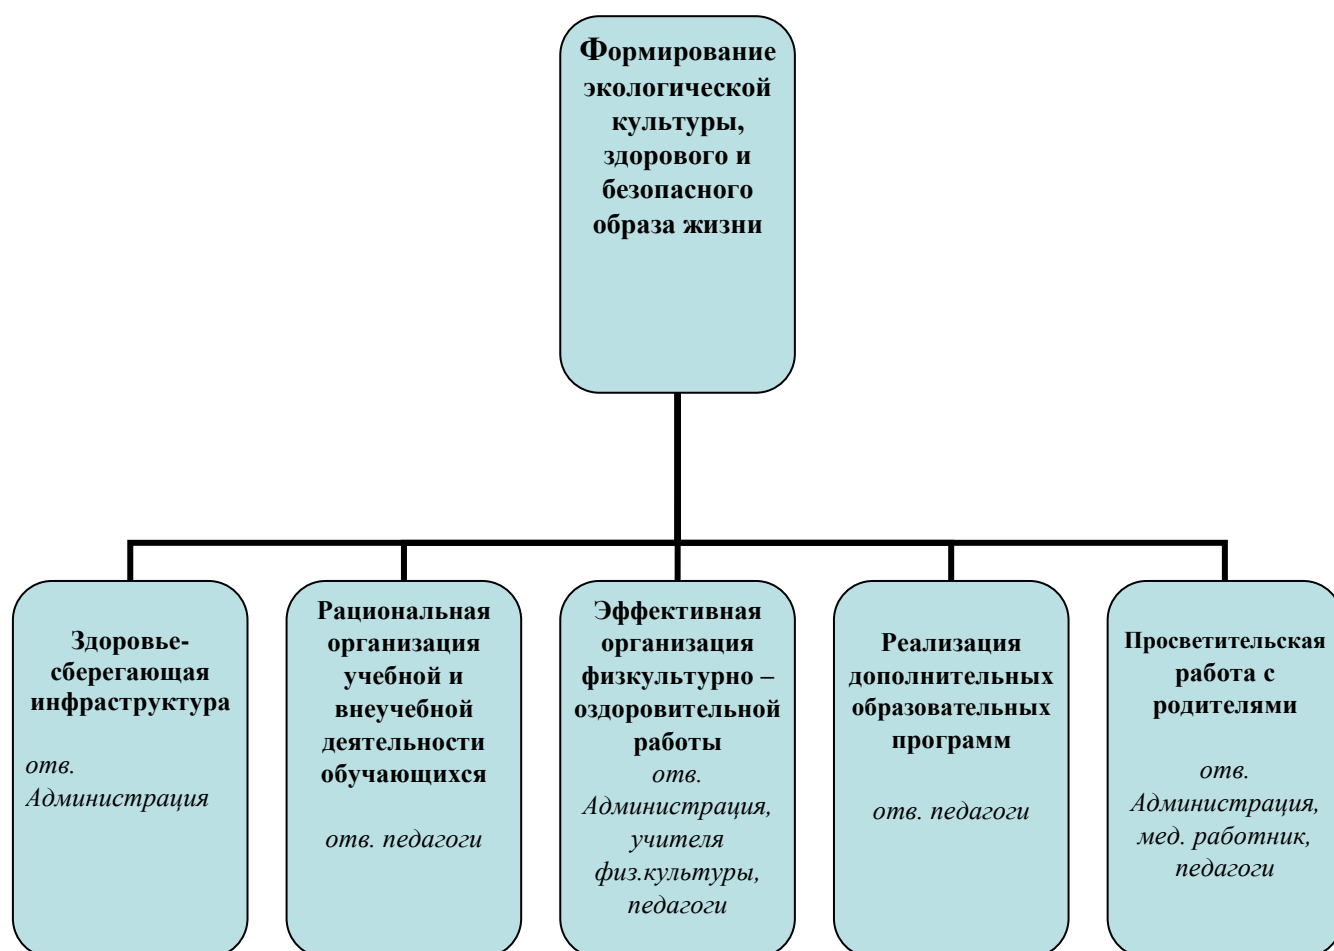 Формирование
экологической
культуры,
здорового и
безопасного
образа жизни
Здоровье-
сберегающая
инфраструктура
отв.
Администрация
Рациональная
организация
учебной и
внеучебной
деятельности
обучающихся
отв. педагоги
Эффективная
организация
физкультурно –
оздоровительной
работы
отв.
Администрация,
учителя
физ.культуры,
педагоги
Реализация
дополнительных
образовательных
программ
отв. педагоги
Просветительская
работа с
родителями
отв.
Администрация,
мед. работник,
педагоги